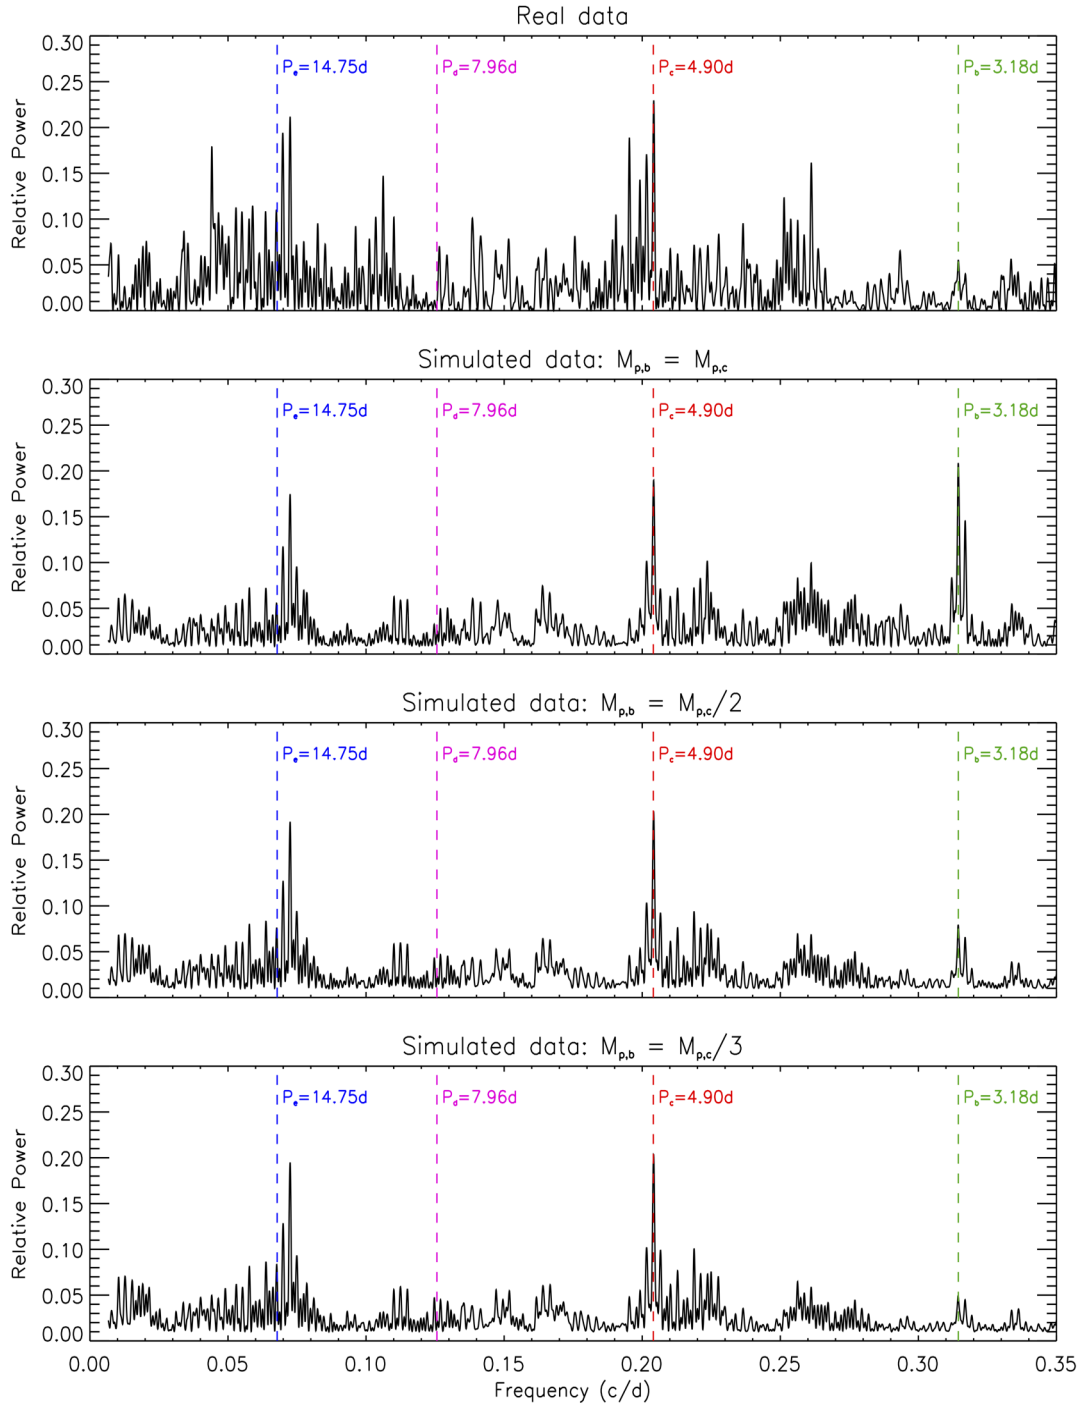 Real data
0.30
0.25
0.20
0.15
0.10
0.05
0.00
Relative Power
Pe=14.75d
Pd=7.96d
Pc=4.90d
Pb=3.18d
Simulated data: Mp,b = Mp,c
0.30
0.25
0.20
0.15
0.10
0.05
0.00
Relative Power
Pe=14.75d
Pd=7.96d
Pc=4.90d
Pb=3.18d
Simulated data: Mp,b = Mp,c/2
0.30
0.25
0.20
0.15
0.10
0.05
0.00
Relative Power
Pe=14.75d
Pd=7.96d
Pc=4.90d
Pb=3.18d
Simulated data: Mp,b = Mp,c/3
0.30
0.25
0.20
0.15
0.10
0.05
0.00
Relative Power
Pe=14.75d
Pd=7.96d
Pc=4.90d
Pb=3.18d
0.00 0.05 0.10 0.15 0.20 0.25 0.30 0.35
Frequency (c/d)